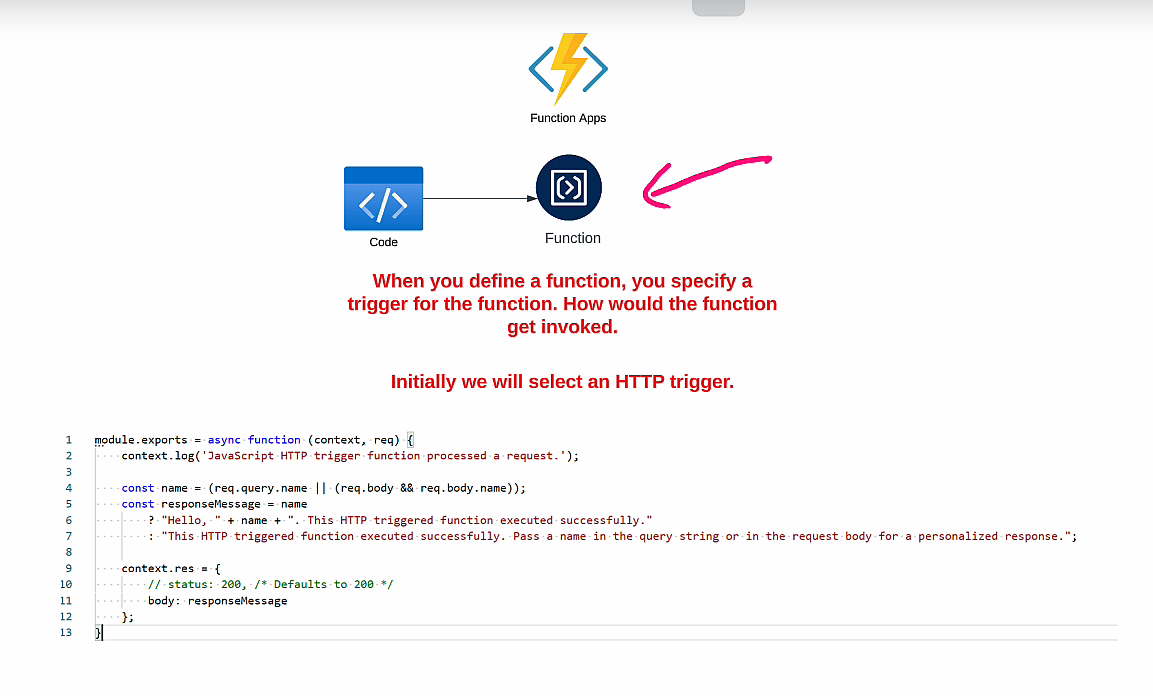 Function Apps
Code
Function
When you define a function, you specify a
trigger for the function. How would the function
get invoked.
Initially we will select an HTTP trigger.
1 module.exports = async function (context, req) {
2     context.log('JavaScript HTTP trigger function processed a request.');
3
4     const name = (req.query.name || (req.body && req.body.name));
5     const responseMessage = name
6         ? "Hello, " + name + ". This HTTP triggered function executed successfully."
7         : "This HTTP triggered function executed successfully. Pass a name in the query string or in the request body for a personalized response.";
8
9     context.res = {
10         // status: 200, /* Defaults to 200 */
11         body: responseMessage
12     };
13 }